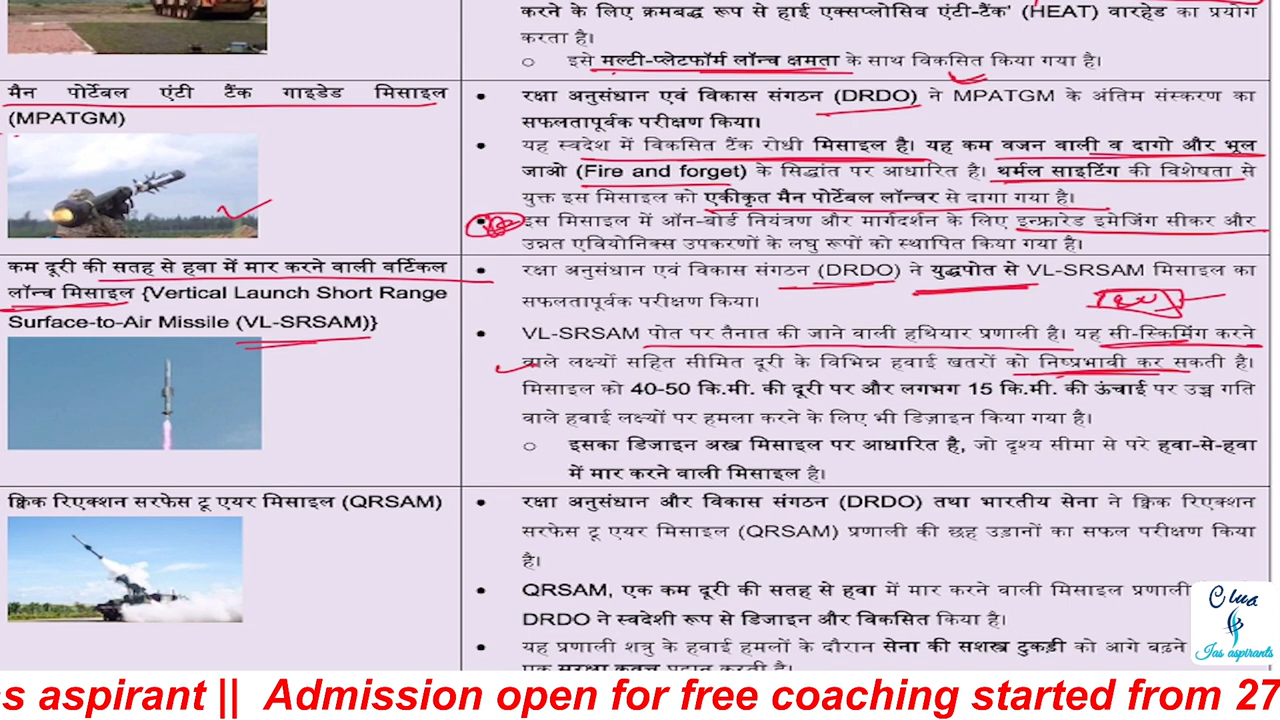 करने के लिए क्रमबद्ध रूप से हाई एक्सप्लोसिव एंटी-टैंक' (HEAT) वारहेड का प्रयोग
करता है।
○ इसे मल्टी-प्लेटफॉर्म लॉन्च क्षमता के साथ विकसित किया गया है।
मैन पोर्टेबल एंटी टैंक गाइडेड मिसाइल
(MPATGM)
• रक्षा अनुसंधान एवं विकास संगठन (DRDO) ने MPATGM के अंतिम संस्करण का
सफलतापूर्वक परीक्षण किया।
• यह स्वदेश में विकसित टैंक रोधी मिसाइल है। यह कम वजन वाली व दागो और भूल
जाओ (Fire and forget) के सिद्धांत पर आधारित है। थर्मल साइटिंग की विशेषता से
युक्त इस मिसाइल को एकीकृत मैन पोर्टेबल लॉन्चर से दागा गया है।
इस मिसाइल में ऑन-बोर्ड नियंत्रण और मार्गदर्शन के लिए इन्फ्रारेड इमेजिंग सीकर और
उन्नत एवियोनिक्स उपकरणों के लघु रूपों को स्थापित किया गया है।
कम दूरी की सतह से हवा में मार करने वाली वर्टिकल
लॉन्च मिसाइल {Vertical Launch Short Range
Surface-to-Air Missile (VL-SRSAM)}
• रक्षा अनुसंधान एवं विकास संगठन (DRDO) ने युद्धपोत से VL-SRSAM मिसाइल का
सफलतापूर्वक परीक्षण किया।
• VL-SRSAM पोत पर तैनात की जाने वाली हथियार प्रणाली है। यह सी-स्किमिंग करने
वाले लक्ष्यों सहित सीमित दूरी के विभिन्न हवाई खतरों को निष्प्रभावी कर सकती है।
मिसाइल को 40-50 कि.मी. की दूरी पर और लगभग 15 कि.मी. की ऊंचाई पर उच्च गति
वाले हवाई लक्ष्यों पर हमला करने के लिए भी डिज़ाइन किया गया है।
○ इसका डिजाइन अस्त्र मिसाइल पर आधारित है, जो दृश्य सीमा से परे हवा-से-हवा
में मार करने वाली मिसाइल है।
क्विक रिएक्शन सरफेस टू एयर मिसाइल (QRSAM)
• रक्षा अनुसंधान और विकास संगठन (DRDO) तथा भारतीय सेना ने क्विक रिएक्शन
सरफेस टू एयर मिसाइल (QRSAM) प्रणाली की छह उड़ानों का सफल परीक्षण किया
है।
• QRSAM, एक कम दूरी की सतह से हवा में मार करने वाली मिसाइल प्रणाली
DRDO ने स्वदेशी रूप से डिजाइन और विकसित किया है।
• यह प्रणाली शत्रु के हवाई हमलों के दौरान सेना की सशस्त्र टुकड़ी को आगे बढ़ने
एक सुरक्षा कवच प्रदान करती है।
Jas aspirants
s aspirant || Admission open for free coaching started from 27